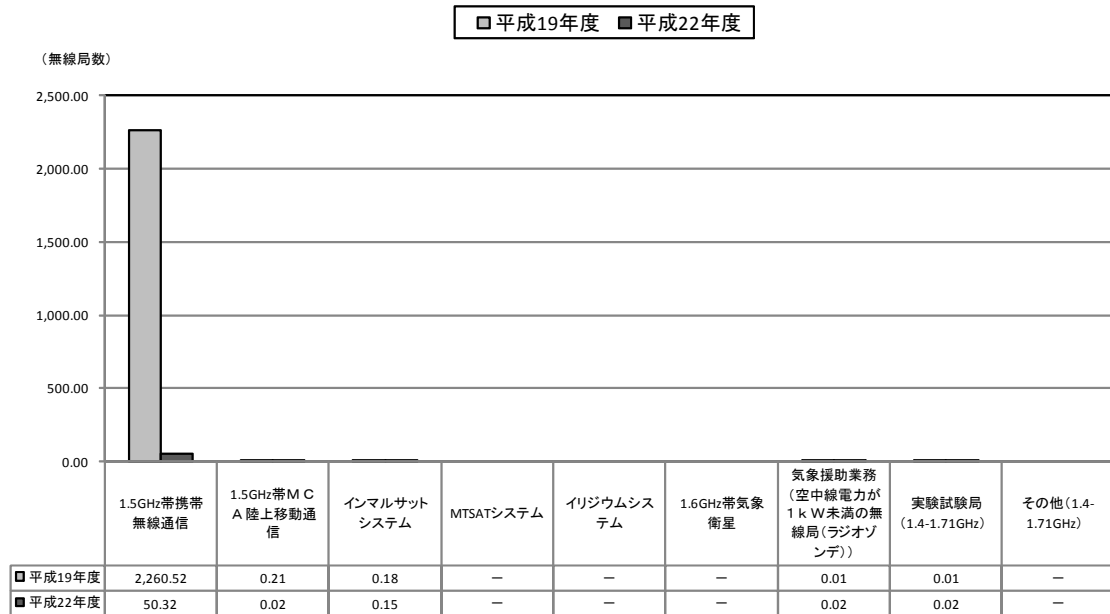 平成19年度 平成22年度
（無線局数）
2,500.00
2,000.00
1,500.00
1,000.00
500.00
0.00
1.5GHz帯携帯
無線通信
1.5GHz帯ＭＣ
Ａ陸上移動通
信
インマルサット
システム
MTSATシステム
イリジウムシス
テム
1.6GHz帯気象
衛星
気象援助業務
（空中線電力が
１ｋＷ未満の無
線局（ラジオゾ
ンデ））
実験試験局
（1.4-1.71GHz）
その他（1.4-
1.71GHz）
平成19年度 2,260.52 0.21 0.18 － － － 0.01 0.01 －
平成22年度 50.32 0.02 0.15 － － － 0.02 0.02 －